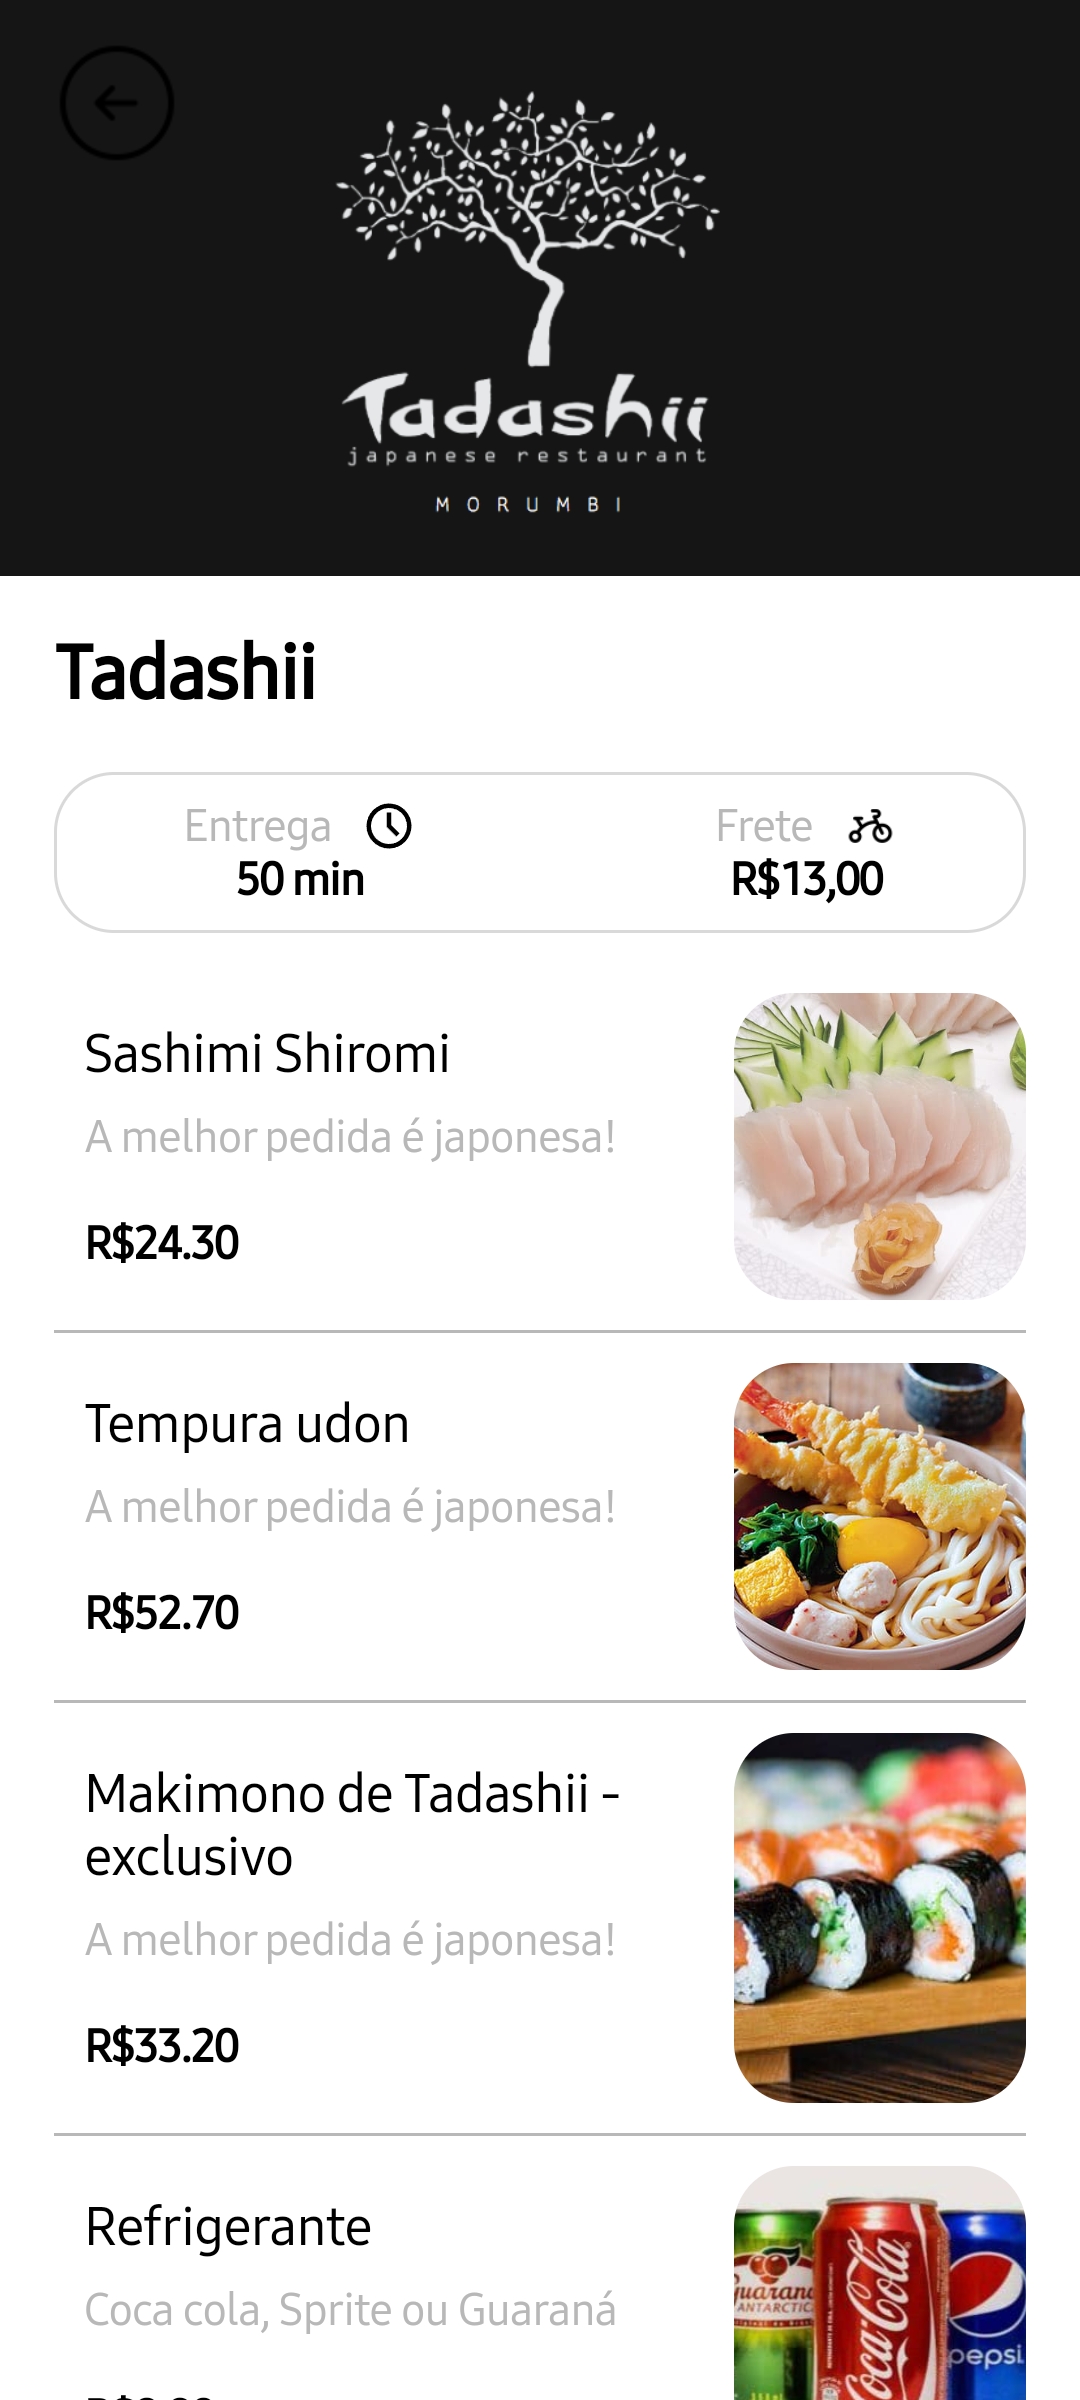 Tadashii
japanese restaurant
MORUMBI
Tadashii
Entrega
50 min
Frete
R$13,00
Sashimi Shiromi
A melhor pedida é japonesa!
R$24.30
Tempura udon
A melhor pedida é japonesa!
R$52.70
Makimono de Tadashii -
exclusivo
A melhor pedida é japonesa!
R$33.20
Refrigerante
Coca cola, Sprite ou Guaraná
guaraná
ANTARCTIC
Coca-Cola
pepsi